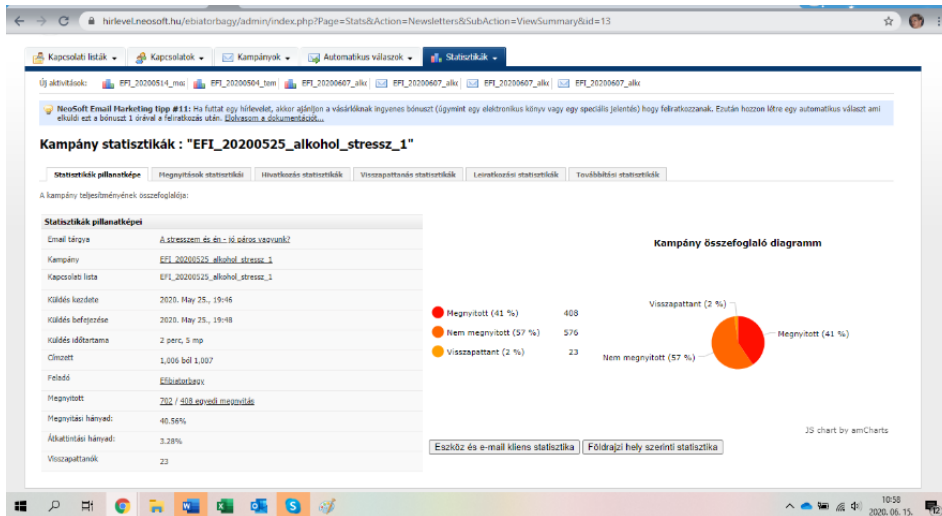 hirlevel.neosoft.hu/ebiatorbagy/admin/index.php?Page=Stats&Action=Newsletters&SubAction=ViewSummary&id=13
Kapcsolati listák Kapcsolatok Kampányok Automatikus válaszok Statisztikák
Új aktivitások: EFI_20200514_mas EFI_20200504_tem EFI_20200607_alko EFI_20200607_alko EFI_20200607_alko EFI_20200607_alko
NeoSoft Email Marketing tipp #11: Ha futtat egy hírlevelet, akkor ajánljon a vásárlóknak ingyenes bónuszt (úgymint egy elektronikus könyv vagy egy speciális jelentés) hogy feliratkozzanak. Ezután hozzon létre egy automatikus választ ami
elküldi ezt a bónuszt 1 órával a feliratkozás után. Elolvasom a dokumentációt...
Kampány statisztikák : "EFI_20200525_alkohol_stressz_1"
Statisztikák pillanatképe Megnyitások statisztikái Hivatkozás statisztikák Visszapattanás statisztikák Leiratkozási statisztikák Továbbítási statisztikák
A kampány teljesítményének összefoglalója:
Statisztikák pillanatképei
Email tárgya A stresszem és én - jó páros vagyunk?
Kampány EFI_20200525_alkohol_stressz_1
Kapcsolati lista EFI_20200525_alkohol_stressz_1
Küldés kezdete 2020. May 25., 19:46
Küldés befejezése 2020. May 25., 19:48
Küldés időtartama 2 perc, 5 mp
Címzett 1,006 ból 1,007
Feladó Efibiatorbagy
Megnyitott 702 / 408 egyedi megnyitás
Megnyitási hányad: 40.56%
Átkattintási hányad: 3.28%
Visszapattanók 23
Kampány összefoglaló diagramm
Megnyitott (41 %) 408
Nem megnyitott (57 %) 576
Visszapattant (2 %) 23
Visszapattant (2 %)
Megnyitott (41 %)
Nem megnyitott (57 %)
JS chart by amCharts
Eszköz és e-mail kliens statisztika Földrajzi hely szerinti statisztika
10:58
2020. 06. 15.
12